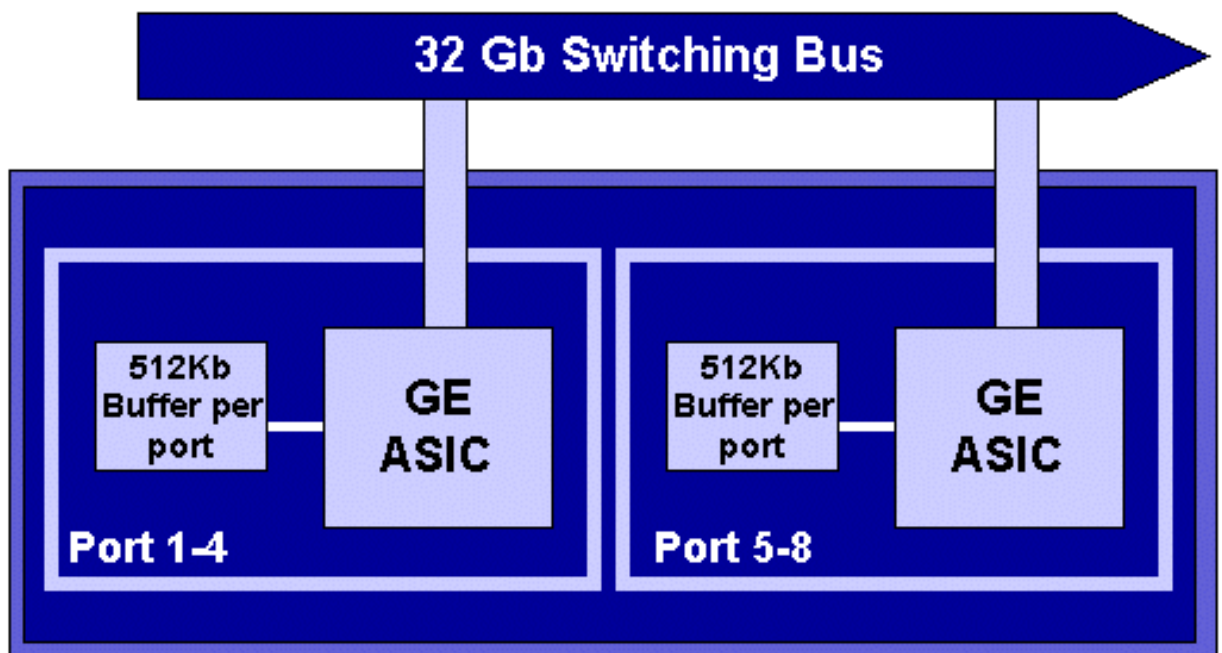 32 Gb Switching Bus
512Kb
Buffer per
port
GE
ASIC
Port 1-4
512Kb
Buffer per
port
GE
ASIC
Port 5-8